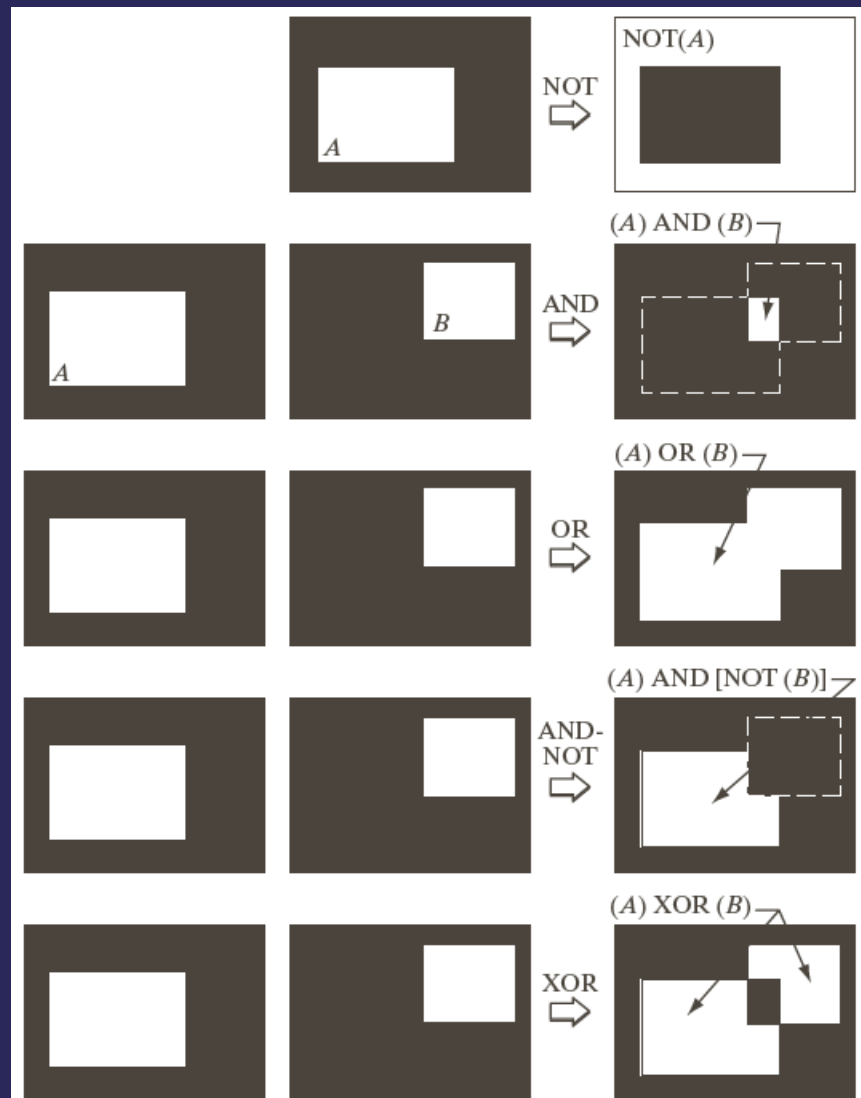 NOT(A)
NOT
A
(A) AND (B)
A
B
AND
(A) OR (B)
OR
(A) AND [NOT (B)]
AND-
NOT
(A) XOR (B)
XOR